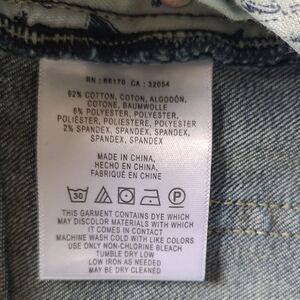 RN : 66170 CA : 32054
92% COTTON, COTON, ALGODÓN,
COTONE, BAUMWOLLE
6% POLYESTER, POLYESTER,
POLIÉSTER, POLIESTERE, POLYESTER
2% SPANDEX, SPANDEX, SPANDEX,
SPANDEX, SPANDEX
MADE IN CHINA,
HECHO EN CHINA,
FABRIQUÉ EN CHINE
30 P
THIS GARMENT CONTAINS DYE WHICH
MAY DISCOLOR MATERIALS WITH WHICH
IT COMES IN CONTACT
MACHINE WASH COLD WITH LIKE COLORS
USE ONLY NON-CHLORINE BLEACH
TUMBLE DRY LOW
LOW IRON AS NEEDED
MAY BE DRY CLEANED